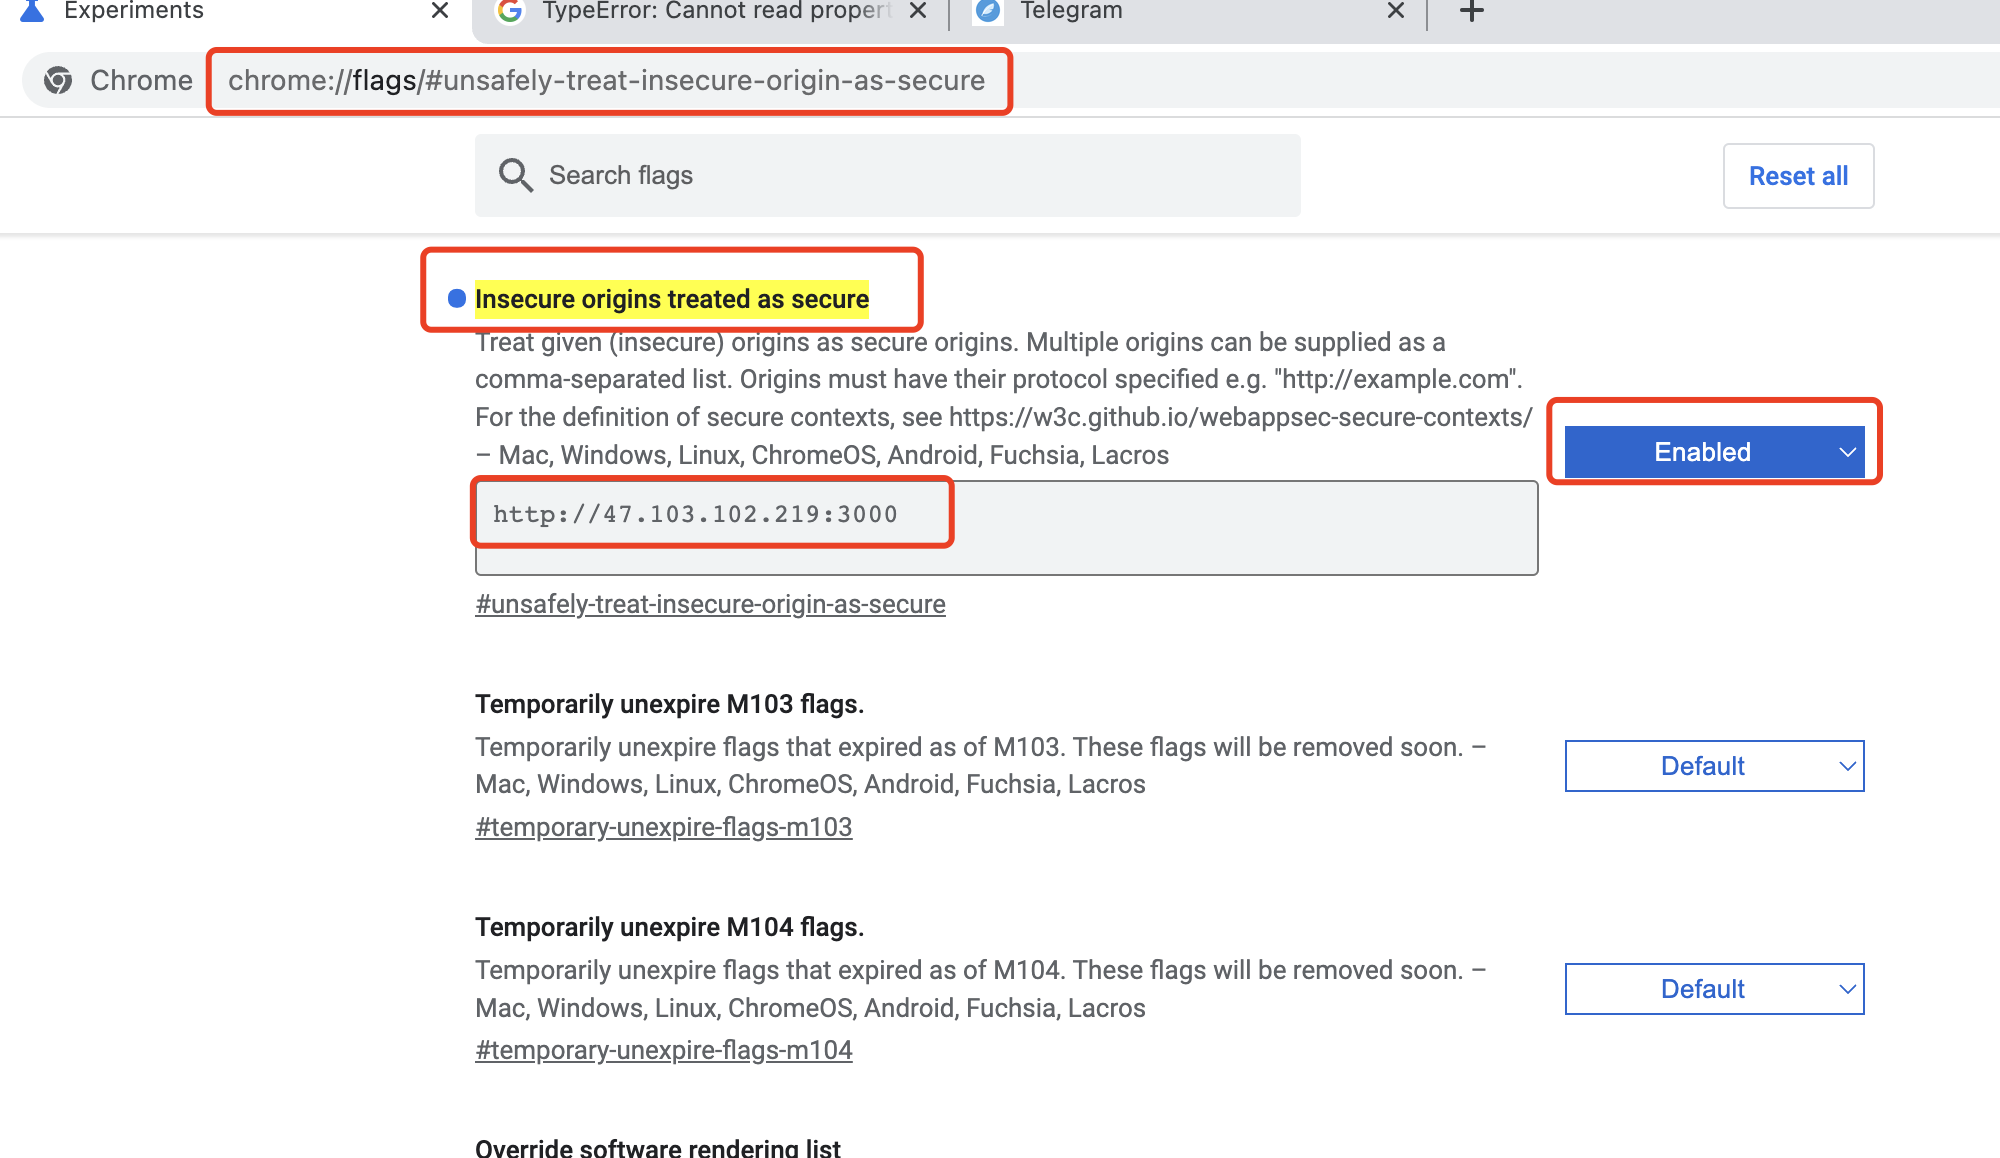 Experiments
TypeError: Cannot read propert
Telegram
Chrome
chrome://flags/#unsafely-treat-insecure-origin-as-secure
Search flags
Reset all
Insecure origins treated as secure
Treat given (insecure) origins as secure origins. Multiple origins can be supplied as a
comma-separated list. Origins must have their protocol specified e.g. "http://example.com".
For the definition of secure contexts, see https://w3c.github.io/webappsec-secure-contexts/
– Mac, Windows, Linux, ChromeOS, Android, Fuchsia, Lacros
Enabled
http://47.103.102.219:3000
#unsafely-treat-insecure-origin-as-secure
Temporarily unexpire M103 flags.
Temporarily unexpire flags that expired as of M103. These flags will be removed soon. –
Mac, Windows, Linux, ChromeOS, Android, Fuchsia, Lacros
Default
#temporary-unexpire-flags-m103
Temporarily unexpire M104 flags.
Temporarily unexpire flags that expired as of M104. These flags will be removed soon. –
Mac, Windows, Linux, ChromeOS, Android, Fuchsia, Lacros
Default
#temporary-unexpire-flags-m104
Override software rendering list